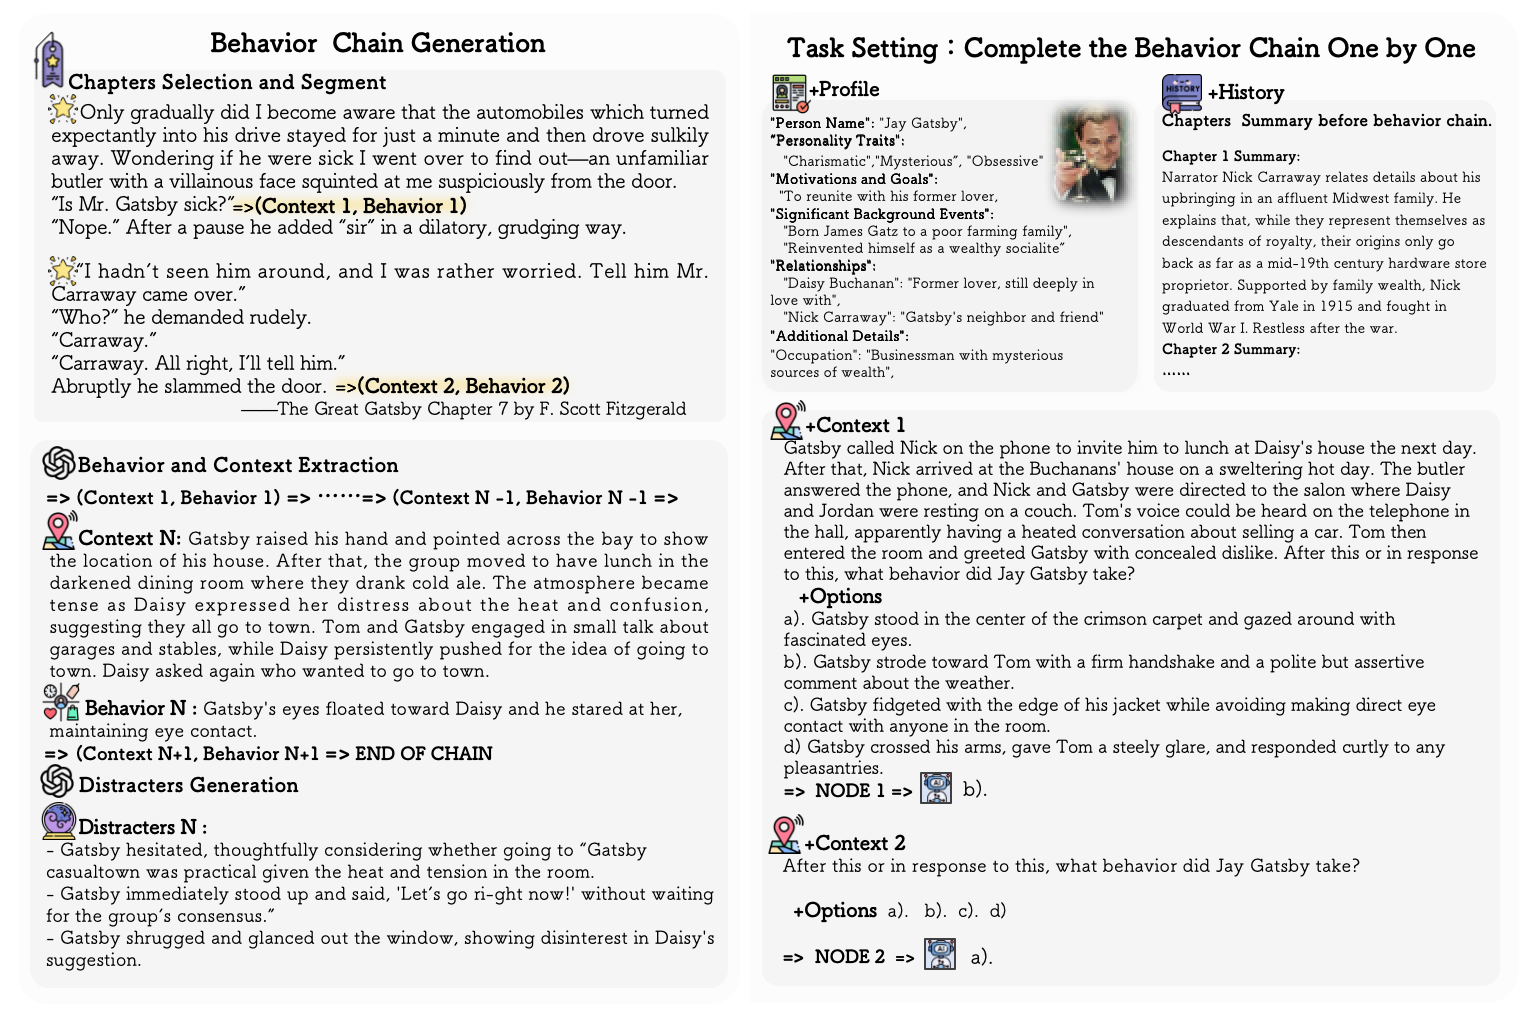 Behavior  Chain Generation
Chapters Selection and Segment
Only gradually did I become aware that the automobiles which turned
expectantly into his drive stayed for just a minute and then drove sulkily
away. Wondering if he were sick I went over to find out—an unfamiliar
butler with a villainous face squinted at me suspiciously from the door.
“Is Mr. Gatsby sick?”=>(Context 1, Behavior 1)
“Nope.” After a pause he added “sir” in a dilatory, grudging way.
“I hadn’t seen him around, and I was rather worried. Tell him Mr.
Carraway came over.”
“Who?” he demanded rudely.
“Carraway.”
“Carraway. All right, I’ll tell him.”
Abruptly he slammed the door. =>(Context 2, Behavior 2)
——The Great Gatsby Chapter 7 by F. Scott Fitzgerald
Behavior and Context Extraction
=> (Context 1, Behavior 1) => ······=> (Context N -1, Behavior N -1 =>
Context N: Gatsby raised his hand and pointed across the bay to show
the location of his house. After that, the group moved to have lunch in the
darkened dining room where they drank cold ale. The atmosphere became
tense as Daisy expressed her distress about the heat and confusion,
suggesting they all go to town. Tom and Gatsby engaged in small talk about
garages and stables, while Daisy persistently pushed for the idea of going to
town. Daisy asked again who wanted to go to town.
Behavior N : Gatsby's eyes floated toward Daisy and he stared at her,
maintaining eye contact.
=> (Context N+1, Behavior N+1 => END OF CHAIN
Distracters Generation
Distracters N :
- Gatsby hesitated, thoughtfully considering whether going to “Gatsby
casualtown was practical given the heat and tension in the room.
- Gatsby immediately stood up and said, 'Let’s go ri-ght now!' without waiting
for the group’s consensus.”
- Gatsby shrugged and glanced out the window, showing disinterest in Daisy's
suggestion.
Task Setting：Complete the Behavior Chain One by One
+Profile
"Person Name": "Jay Gatsby",
"Personality Traits":
"Charismatic","Mysterious”, "Obsessive"
"Motivations and Goals":
"To reunite with his former lover,
"Significant Background Events":
"Born James Gatz to a poor farming family",
"Reinvented himself as a wealthy socialite”
"Relationships":
"Daisy Buchanan": "Former lover, still deeply in
love with",
"Nick Carraway": "Gatsby's neighbor and friend"
"Additional Details":
"Occupation": "Businessman with mysterious
sources of wealth",
HISTORY
+History
Chapters  Summary before behavior chain.
Chapter 1 Summary:
Narrator Nick Carraway relates details about his
upbringing in an affluent Midwest family. He
explains that, while they represent themselves as
descendants of royalty, their origins only go
back as far as a mid-19th century hardware store
proprietor. Supported by family wealth, Nick
graduated from Yale in 1915 and fought in
World War I. Restless after the war.
Chapter 2 Summary:
······
+Context 1
Gatsby called Nick on the phone to invite him to lunch at Daisy's house the next day.
After that, Nick arrived at the Buchanans' house on a sweltering hot day. The butler
answered the phone, and Nick and Gatsby were directed to the salon where Daisy
and Jordan were resting on a couch. Tom's voice could be heard on the telephone in
the hall, apparently having a heated conversation about selling a car. Tom then
entered the room and greeted Gatsby with concealed dislike. After this or in response
to this, what behavior did Jay Gatsby take?
+Options
a). Gatsby stood in the center of the crimson carpet and gazed around with
fascinated eyes.
b). Gatsby strode toward Tom with a firm handshake and a polite but assertive
comment about the weather.
c). Gatsby fidgeted with the edge of his jacket while avoiding making direct eye
contact with anyone in the room.
d) Gatsby crossed his arms, gave Tom a steely glare, and responded curtly to any
pleasantries.
=>  NODE 1 => AI b).
+Context 2
After this or in response to this, what behavior did Jay Gatsby take?
+Options  a).  b).  c).  d)
=>  NODE 2  => AI a).